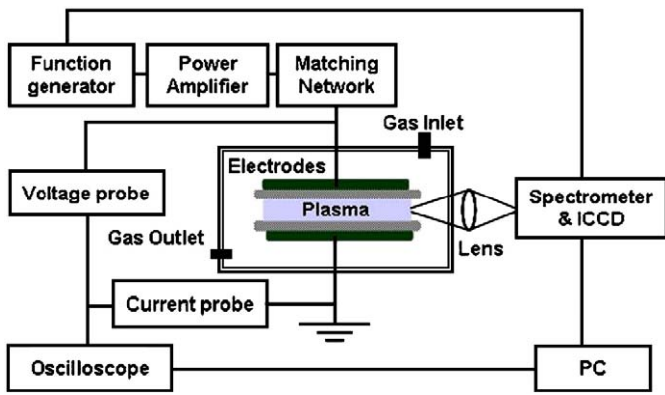 Function
generator
Power
Amplifier
Matching
Network
Gas Inlet
Electrodes
Voltage probe
Plasma
Spectrometer
& ICCD
Gas Outlet
Lens
Current probe
Oscilloscope
PC